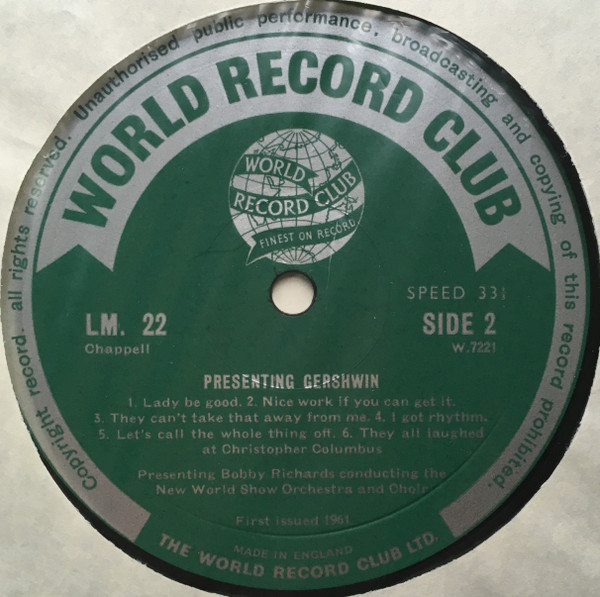 Copyright record. all rights reserved. Unauthorised public performance. broadcasting and copying of this record prohibited.
WORLD RECORD CLUB
WORLD
RECORD CLUB
FINEST ON RECORD
SPEED 33⅓
LM. 22
SIDE 2
Chappell
W.7221
PRESENTING GERSHWIN
1. Lady be good. 2. Nice work if you can get it.
3. They can't take that away from me. 4. I got rhythm.
5. Let's call the whole thing off. 6. They all laughed
at Christopher Columbus
Presenting Bobby Richards conducting the
New World Show Orchestra and Choir
First issued 1961
MADE IN ENGLAND
THE WORLD RECORD CLUB LTD.